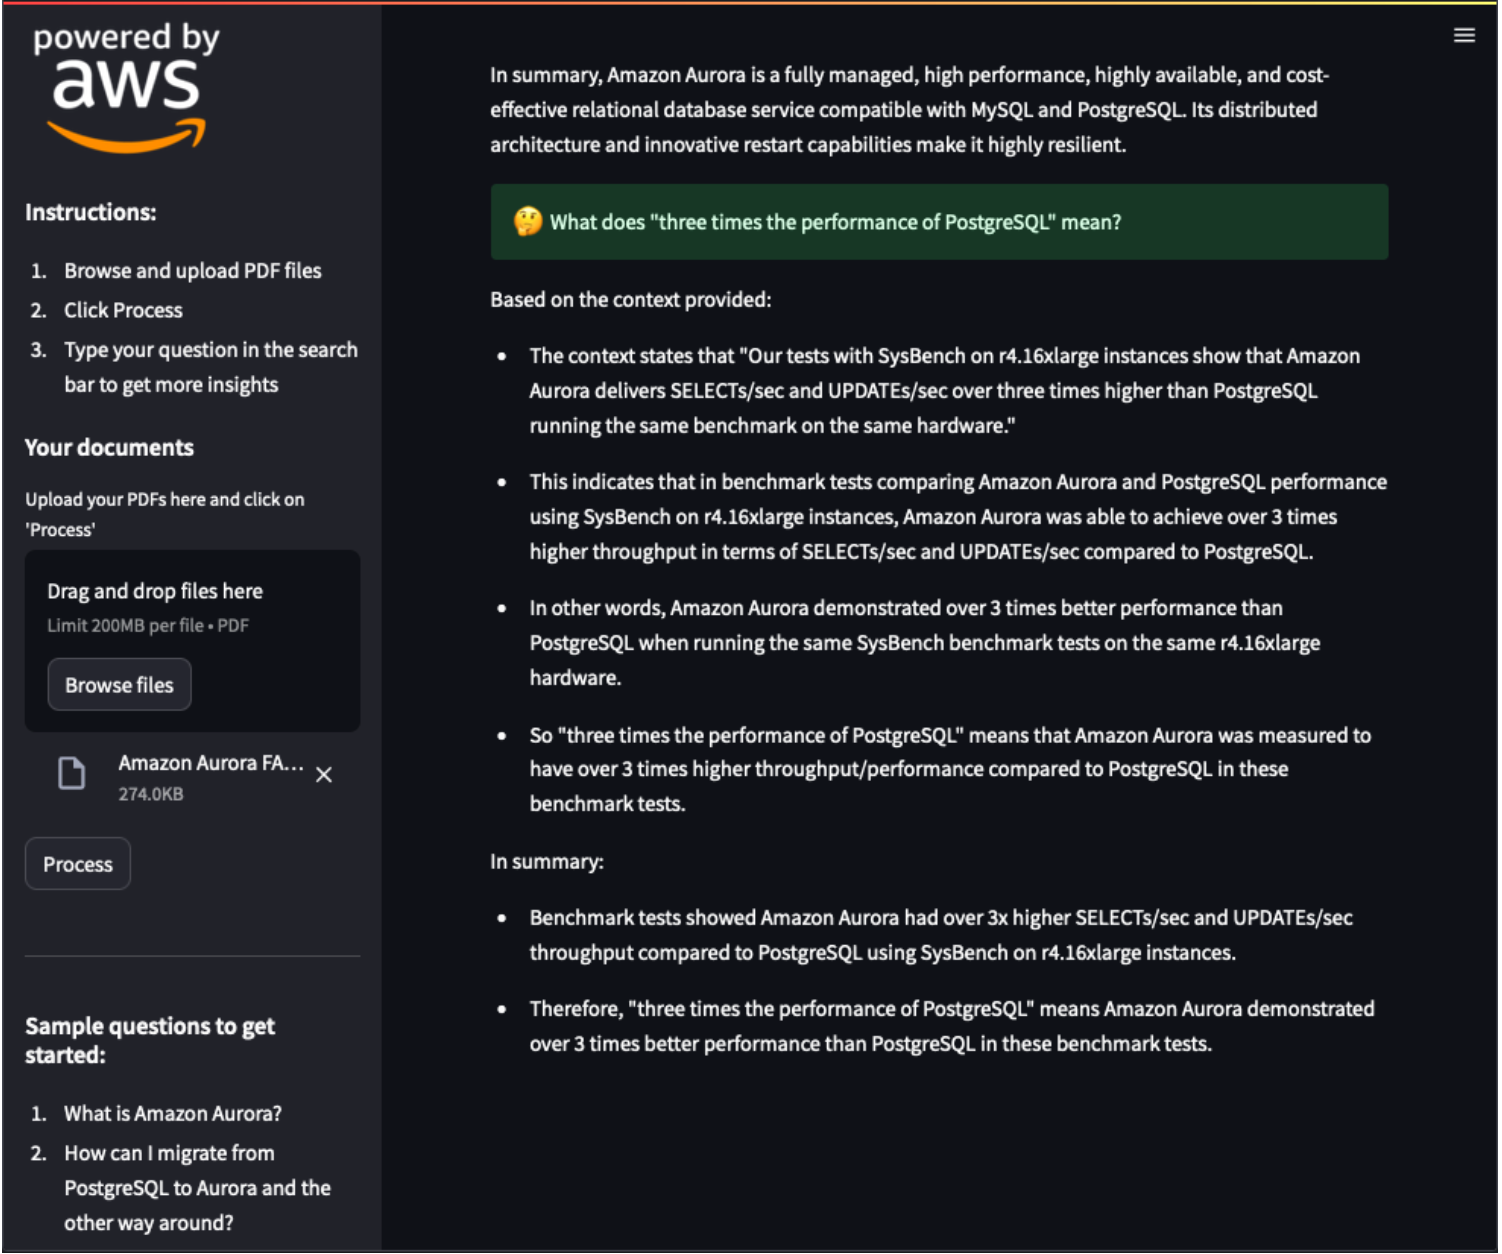 powered by
aws
Instructions:
1. Browse and upload PDF files
2. Click Process
3. Type your question in the search
bar to get more insights
Your documents
Upload your PDFs here and click on
'Process'
Drag and drop files here
Limit 200MB per file • PDF
Browse files
Amazon Aurora FA...
274.0KB
Process
Sample questions to get
started:
1. What is Amazon Aurora?
2. How can I migrate from
PostgreSQL to Aurora and the
other way around?
In summary, Amazon Aurora is a fully managed, high performance, highly available, and cost-
effective relational database service compatible with MySQL and PostgreSQL. Its distributed
architecture and innovative restart capabilities make it highly resilient.
🤔 What does "three times the performance of PostgreSQL" mean?
Based on the context provided:
• The context states that "Our tests with SysBench on r4.16xlarge instances show that Amazon
Aurora delivers SELECTs/sec and UPDATEs/sec over three times higher than PostgreSQL
running the same benchmark on the same hardware."
• This indicates that in benchmark tests comparing Amazon Aurora and PostgreSQL performance
using SysBench on r4.16xlarge instances, Amazon Aurora was able to achieve over 3 times
higher throughput in terms of SELECTs/sec and UPDATEs/sec compared to PostgreSQL.
• In other words, Amazon Aurora demonstrated over 3 times better performance than
PostgreSQL when running the same SysBench benchmark tests on the same r4.16xlarge
hardware.
• So "three times the performance of PostgreSQL" means that Amazon Aurora was measured to
have over 3 times higher throughput/performance compared to PostgreSQL in these
benchmark tests.
In summary:
• Benchmark tests showed Amazon Aurora had over 3x higher SELECTs/sec and UPDATEs/sec
throughput compared to PostgreSQL using SysBench on r4.16xlarge instances.
• Therefore, "three times the performance of PostgreSQL" means Amazon Aurora demonstrated
over 3 times better performance than PostgreSQL in these benchmark tests.